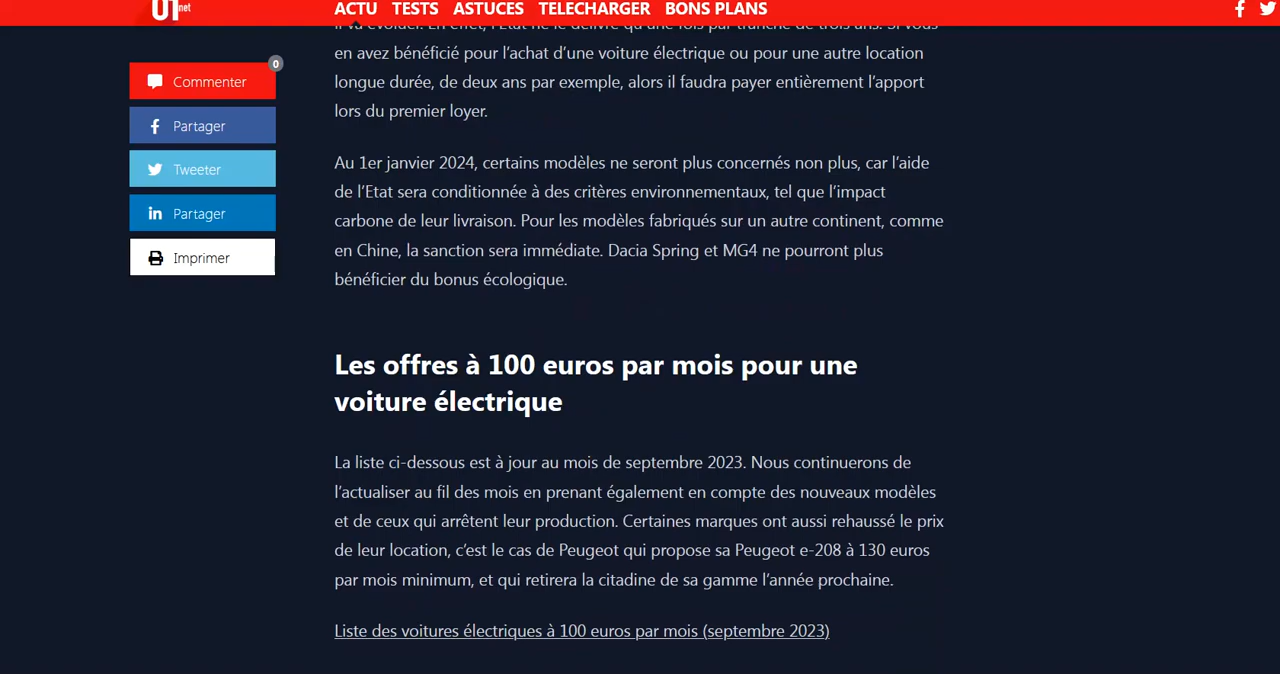 01net
ACTU TESTS ASTUCES TELECHARGER BONS PLANS
0
Commenter
Partager
Tweeter
Partager
Imprimer
il va évoluer. En effet, l'Etat ne le délivre qu'une fois par tranche de trois ans. Si vous
en avez bénéficié pour l'achat d'une voiture électrique ou pour une autre location
longue durée, de deux ans par exemple, alors il faudra payer entièrement l'apport
lors du premier loyer.
Au 1er janvier 2024, certains modèles ne seront plus concernés non plus, car l'aide
de l'Etat sera conditionnée à des critères environnementaux, tel que l'impact
carbone de leur livraison. Pour les modèles fabriqués sur un autre continent, comme
en Chine, la sanction sera immédiate. Dacia Spring et MG4 ne pourront plus
bénéficier du bonus écologique.
Les offres à 100 euros par mois pour une
voiture électrique
La liste ci-dessous est à jour au mois de septembre 2023. Nous continuerons de
l'actualiser au fil des mois en prenant également en compte des nouveaux modèles
et de ceux qui arrêtent leur production. Certaines marques ont aussi rehaussé le prix
de leur location, c'est le cas de Peugeot qui propose sa Peugeot e-208 à 130 euros
par mois minimum, et qui retirera la citadine de sa gamme l'année prochaine.
Liste des voitures électriques à 100 euros par mois (septembre 2023)